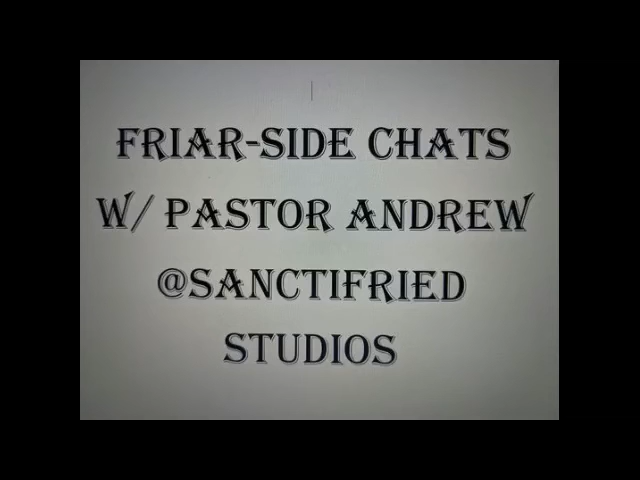 FRIAR-SIDE CHATS
W/ PASTOR ANDREW
@SANCTIFRIED
STUDIOS